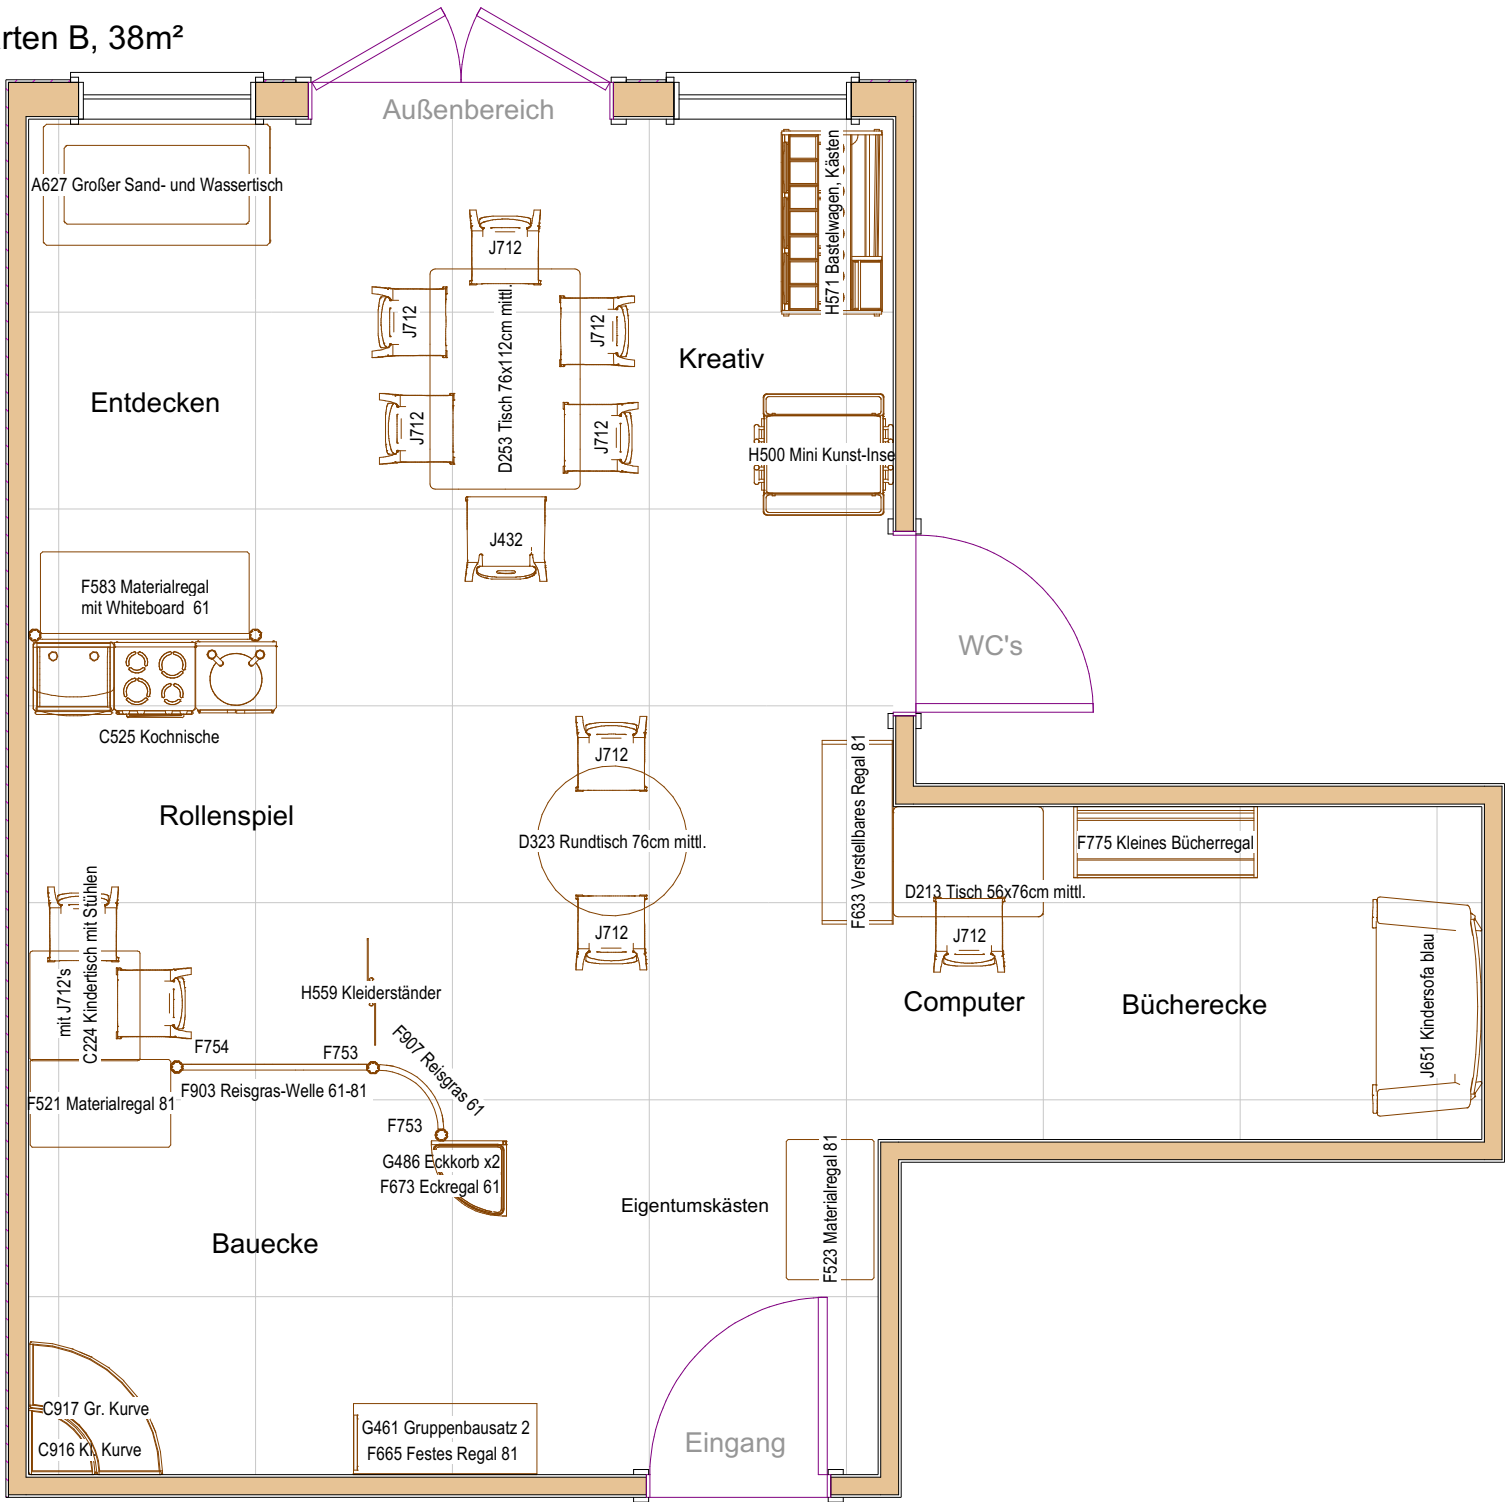 rten B, 38m²
Außenbereich
A627 Großer Sand- und Wassertisch
H571 Bastelwagen, Kästen
J712
J712
J712
D253 Tisch 76x112cm mittl.
Kreativ
Entdecken
J712
J712
H500 Mini Kunst-Inse
J432
F583 Materialregal
mit Whiteboard 61
WC's
C525 Kochnische
J712
Rollenspiel
D323 Rundtisch 76cm mittl.
F633 Verstellbares Regal 81
F775 Kleines Bücherregal
D213 Tisch 56x76cm mittl.
J712
J712
mit J712's
C224 Kindertisch mit Stühlen
H559 Kleiderständer
Computer
Bücherecke
J651 Kindersofa blau
F754
F753
F907 Reisgras 61
F903 Reisgras-Welle 61-81
F521 Materialregal 81
F753
G486 Eckkorb x2
F673 Eckregal 61
Eigentumskästen
F523 Materialregal 81
Bauecke
C917 Gr. Kurve
C916 Kl. Kurve
G461 Gruppenbausatz 2
F665 Festes Regal 81
Eingang